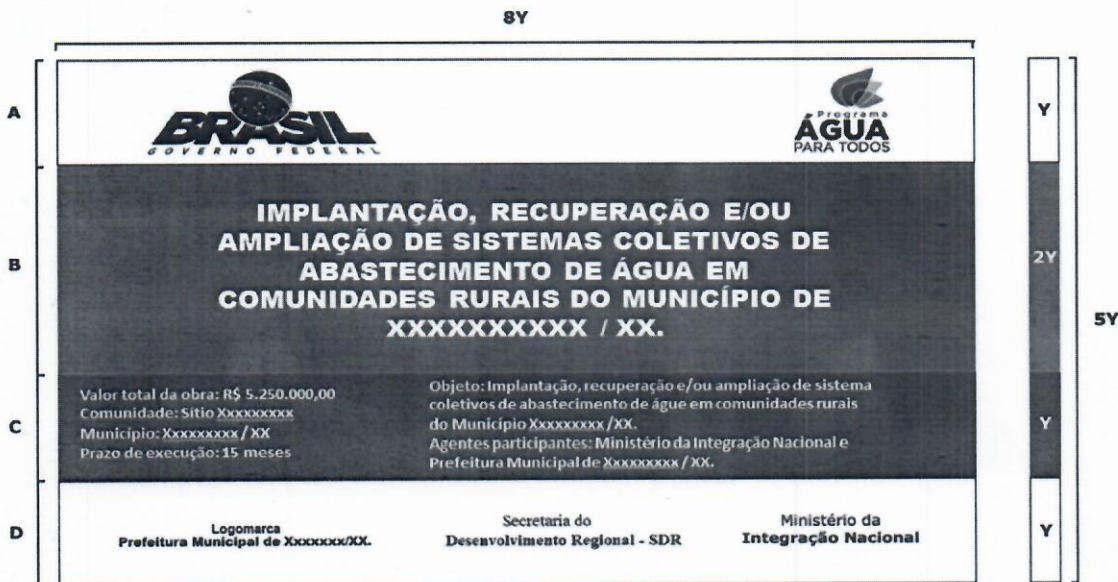 8Y
A
BRASIL
GOVERNO FEDERAL
Programa
ÁGUA
PARA TODOS
Y
B
IMPLANTAÇÃO, RECUPERAÇÃO E/OU
AMPLIAÇÃO DE SISTEMAS COLETIVOS DE
ABASTECIMENTO DE ÁGUA EM
COMUNIDADES RURAIS DO MUNICÍPIO DE
XXXXXXXXXX / XX.
2Y
5Y
C
Valor total da obra: R$ 5.250.000,00
Comunidade: Sítio Xxxxxxxxx
Município: Xxxxxxxxx / XX
Prazo de execução: 15 meses
Objeto: Implantação, recuperação e/ou ampliação de sistema
coletivos de abastecimento de águe em comunidades rurais
do Município Xxxxxxxxx /XX.
Agentes participantes: Ministério da Integração Nacional e
Prefeitura Municipal de Xxxxxxxxx / XX.
Y
D
Logomarca
Prefeitura Municipal de Xxxxxxx/XX.
Secretaria do
Desenvolvimento Regional - SDR
Ministério da
Integração Nacional
Y